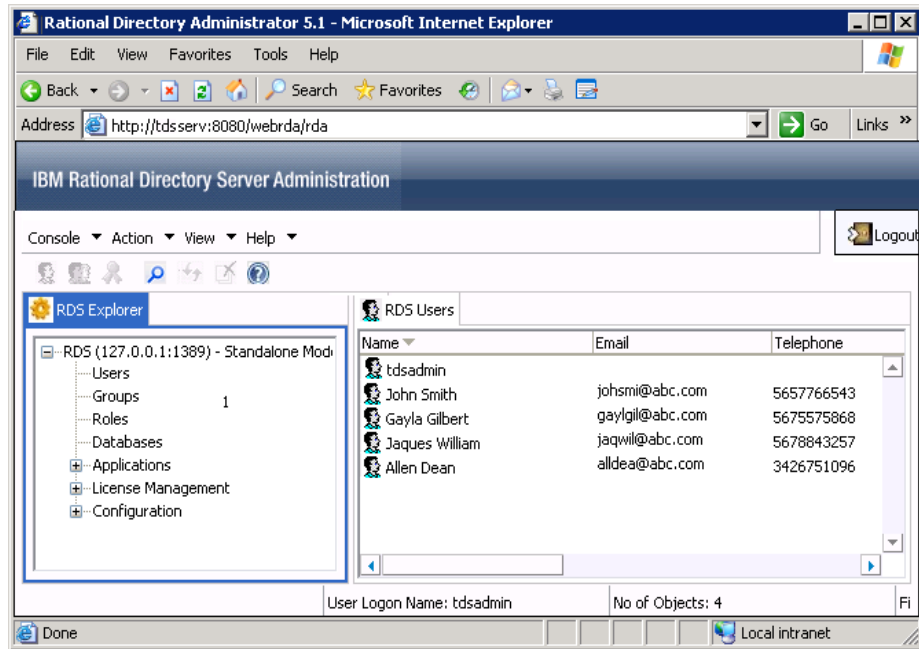 Rational Directory Administrator 5.1 - Microsoft Internet Explorer
File Edit View Favorites Tools Help
Back Search Favorites
Address http://tdsserv:8080/webrda/rda Go Links »
IBM Rational Directory Server Administration
Console Action View Help
Logout
RDS Explorer
RDS (127.0.0.1:1389) - Standalone Mod
Users
Groups
1
Roles
Databases
Applications
License Management
Configuration
RDS Users
Name Email Telephone
tdsadmin
John Smith johsmi@abc.com 5657766543
Gayla Gilbert gaylgil@abc.com 5675575868
Jaques William jaqwil@abc.com 5678843257
Allen Dean alldea@abc.com 3426751096
User Logon Name: tdsadmin No of Objects: 4 Fi
Done Local intranet